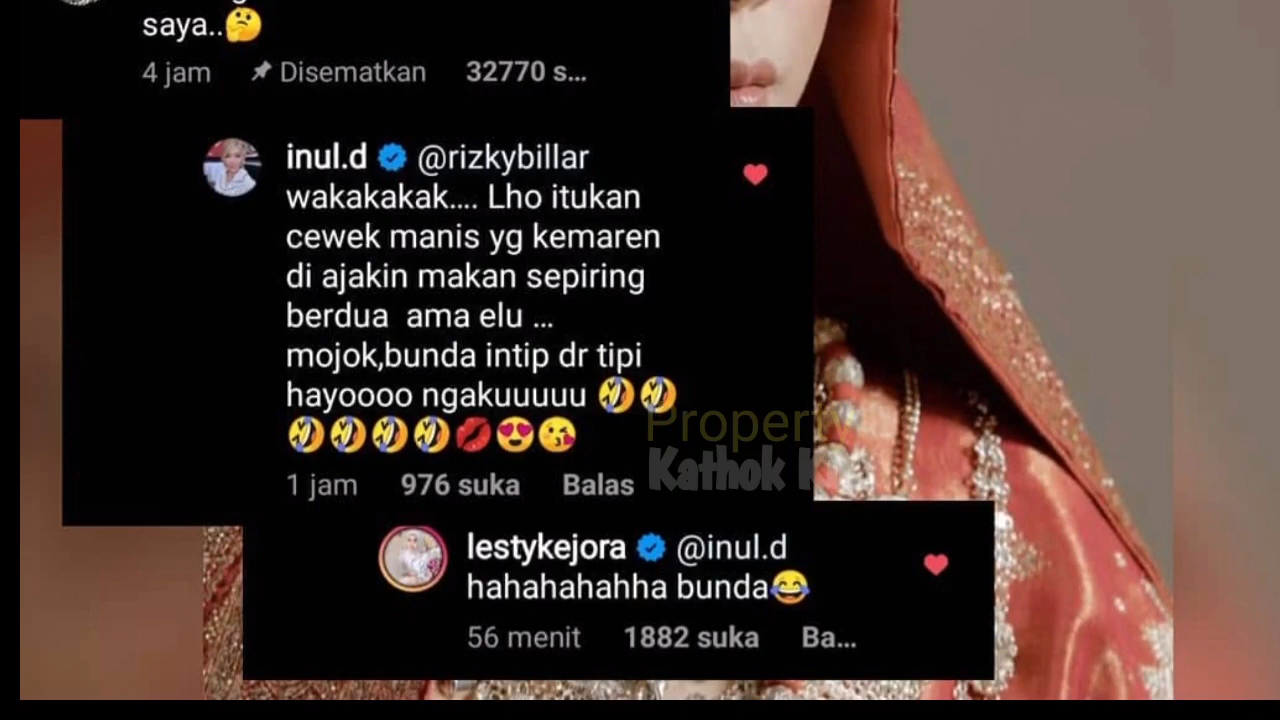 saya..🤔
4 jam Disematkan 32770 s...
inul.d @rizkybillar
wakakakak.... Lho itukan
cewek manis yg kemaren
di ajakin makan sepiring
berdua ama elu ...
mojok,bunda intip dr tipi
hayoooo ngakuuuuu 🤣🤣
🤣🤣🤣🤣💋😍😘
1 jam 976 suka Balas
Kathok
lestykejora @inul.d
hahahahahha bunda😂
56 menit 1882 suka Ba...